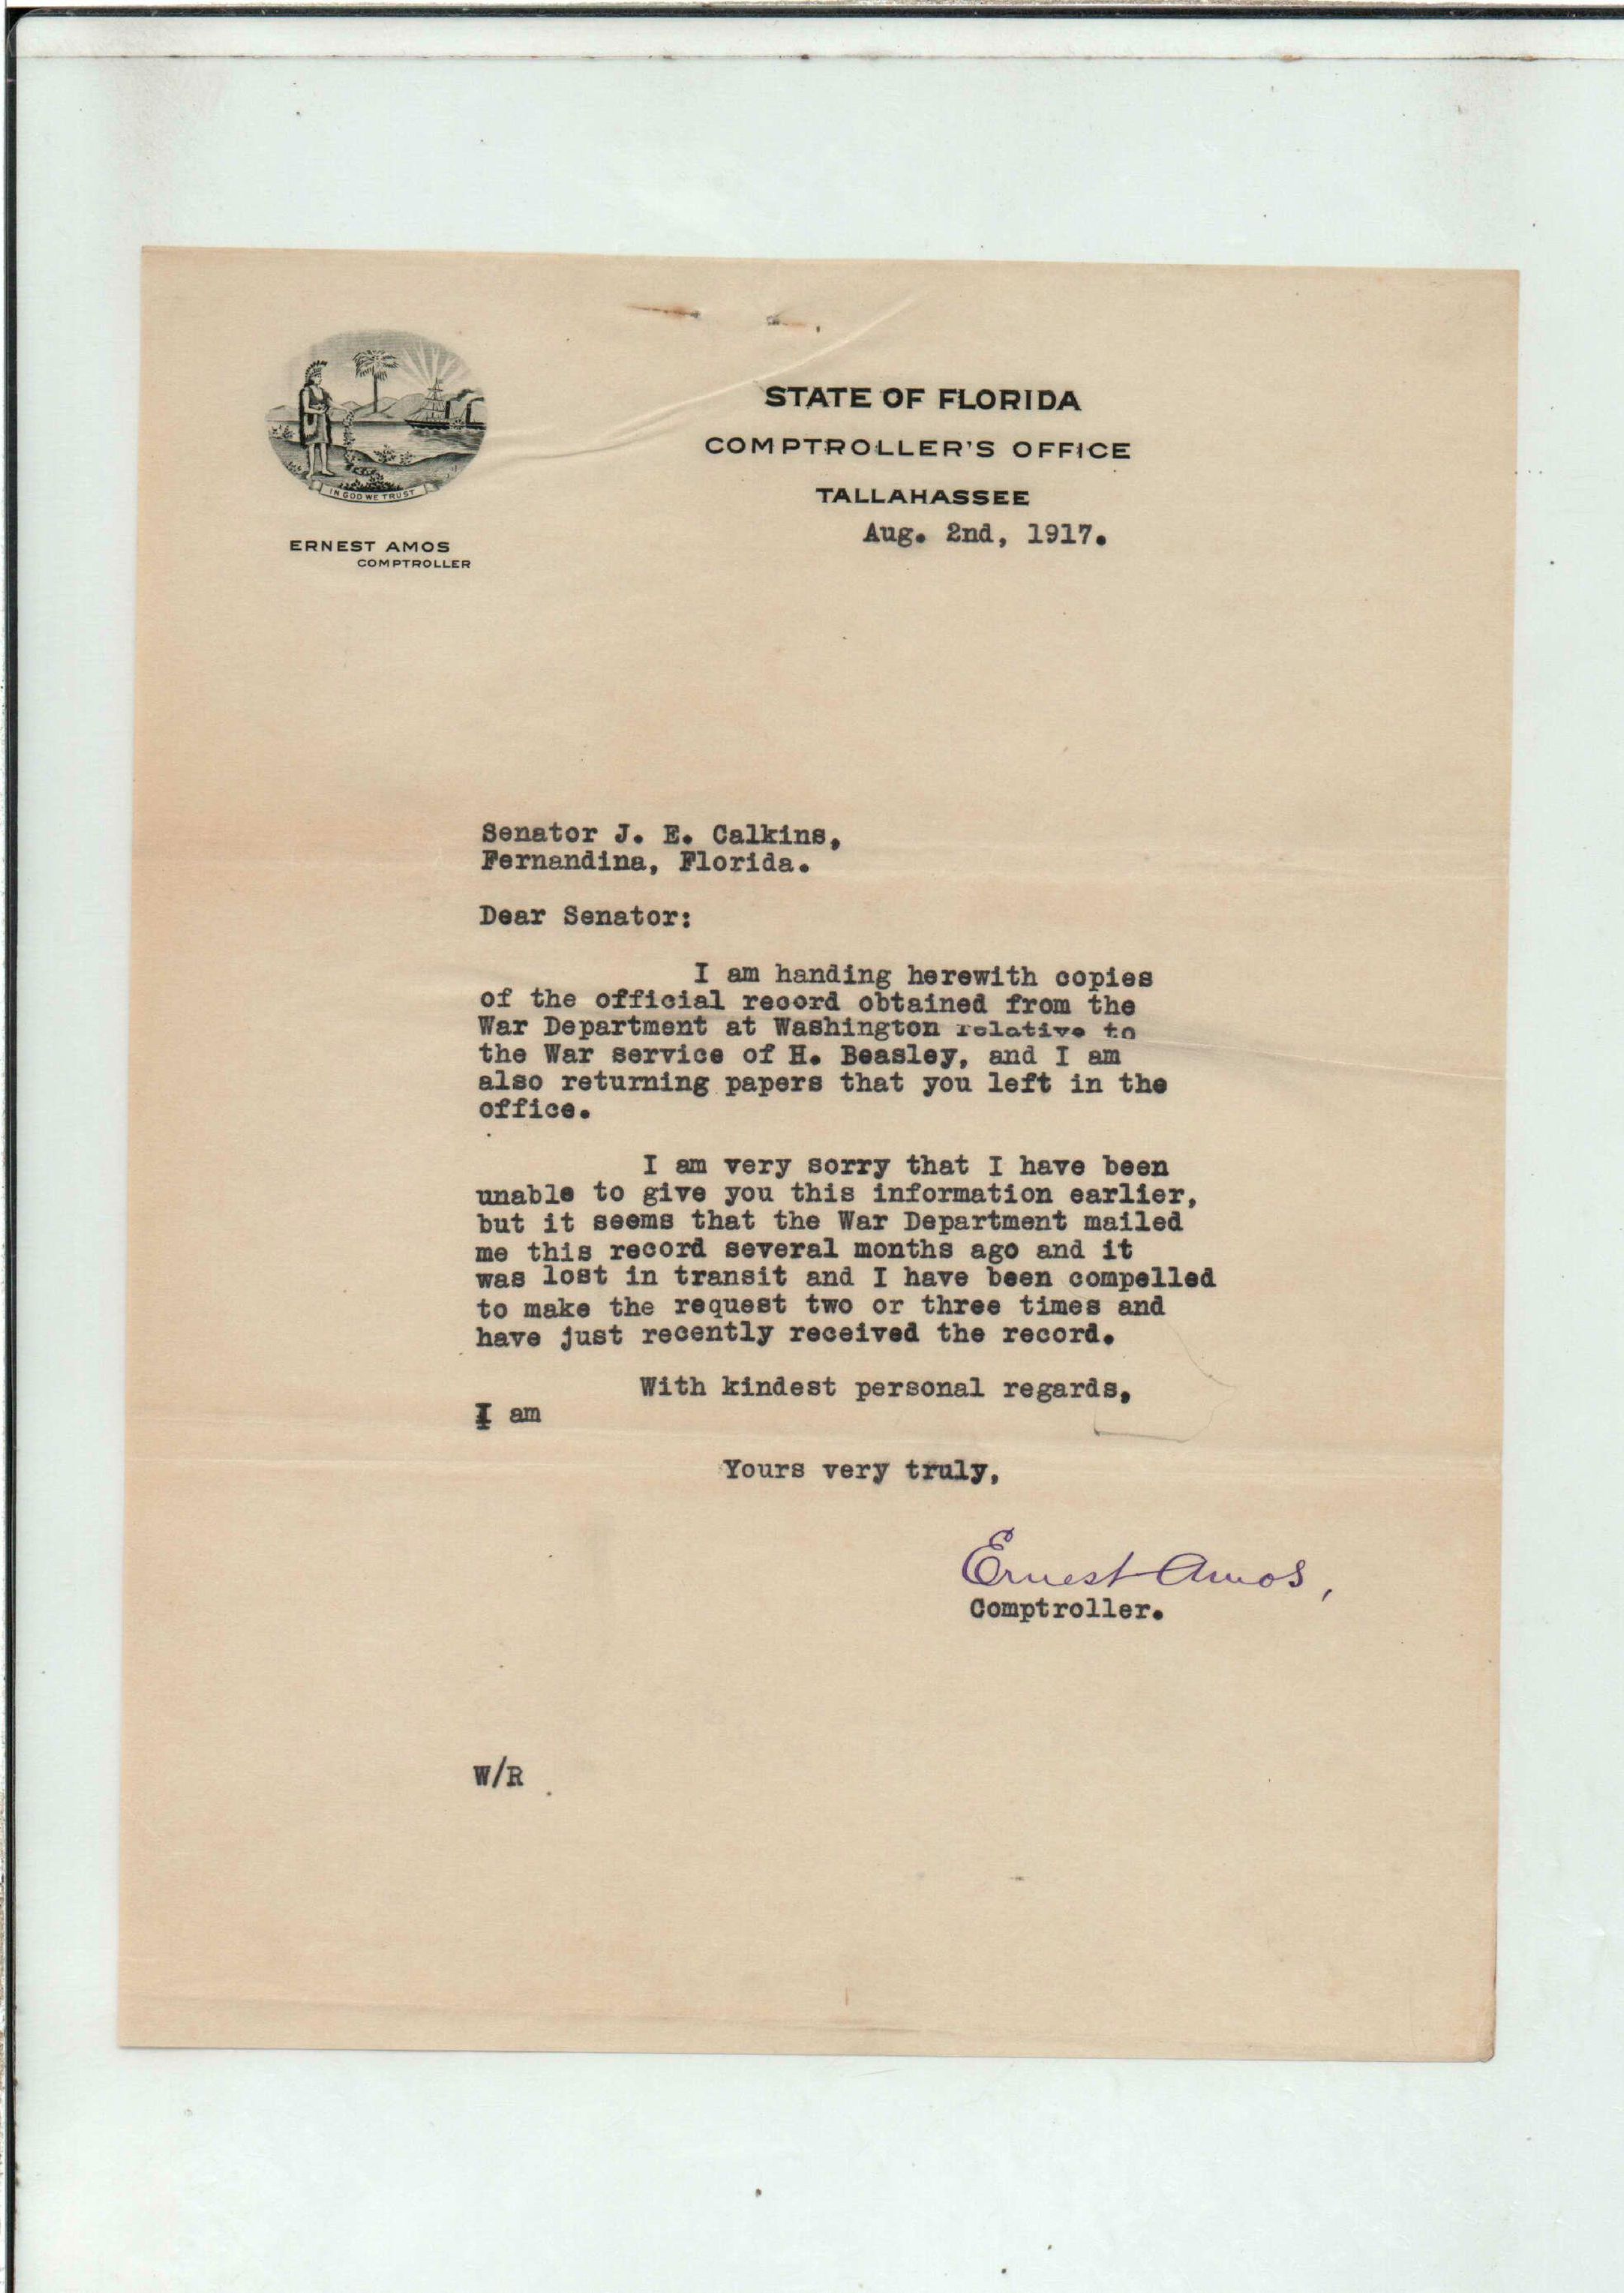 STATE OF FLORIDA
COMPTROLLER'S OFFICE
TALLAHASSEE
Aug. 2nd, 1917.
IN GOD WE TRUST
ERNEST AMOS
COMPTROLLER
Senator J. E. Calkins,
Fernandina, Florida.
Dear Senator:
I am handing herewith copies
of the official record obtained from the
War Department at Washington relative to
the War service of H. Beasley, and I am
also returning papers that you left in the
office.
I am very sorry that I have been
unable to give you this information earlier,
but it seems that the War Department mailed
me this record several months ago and it
was lost in transit and I have been compelled
to make the request two or three times and
have just recently received the record.
With kindest personal regards,
I am
Yours very truly,
Ernest Amos,
Comptroller.
W/R